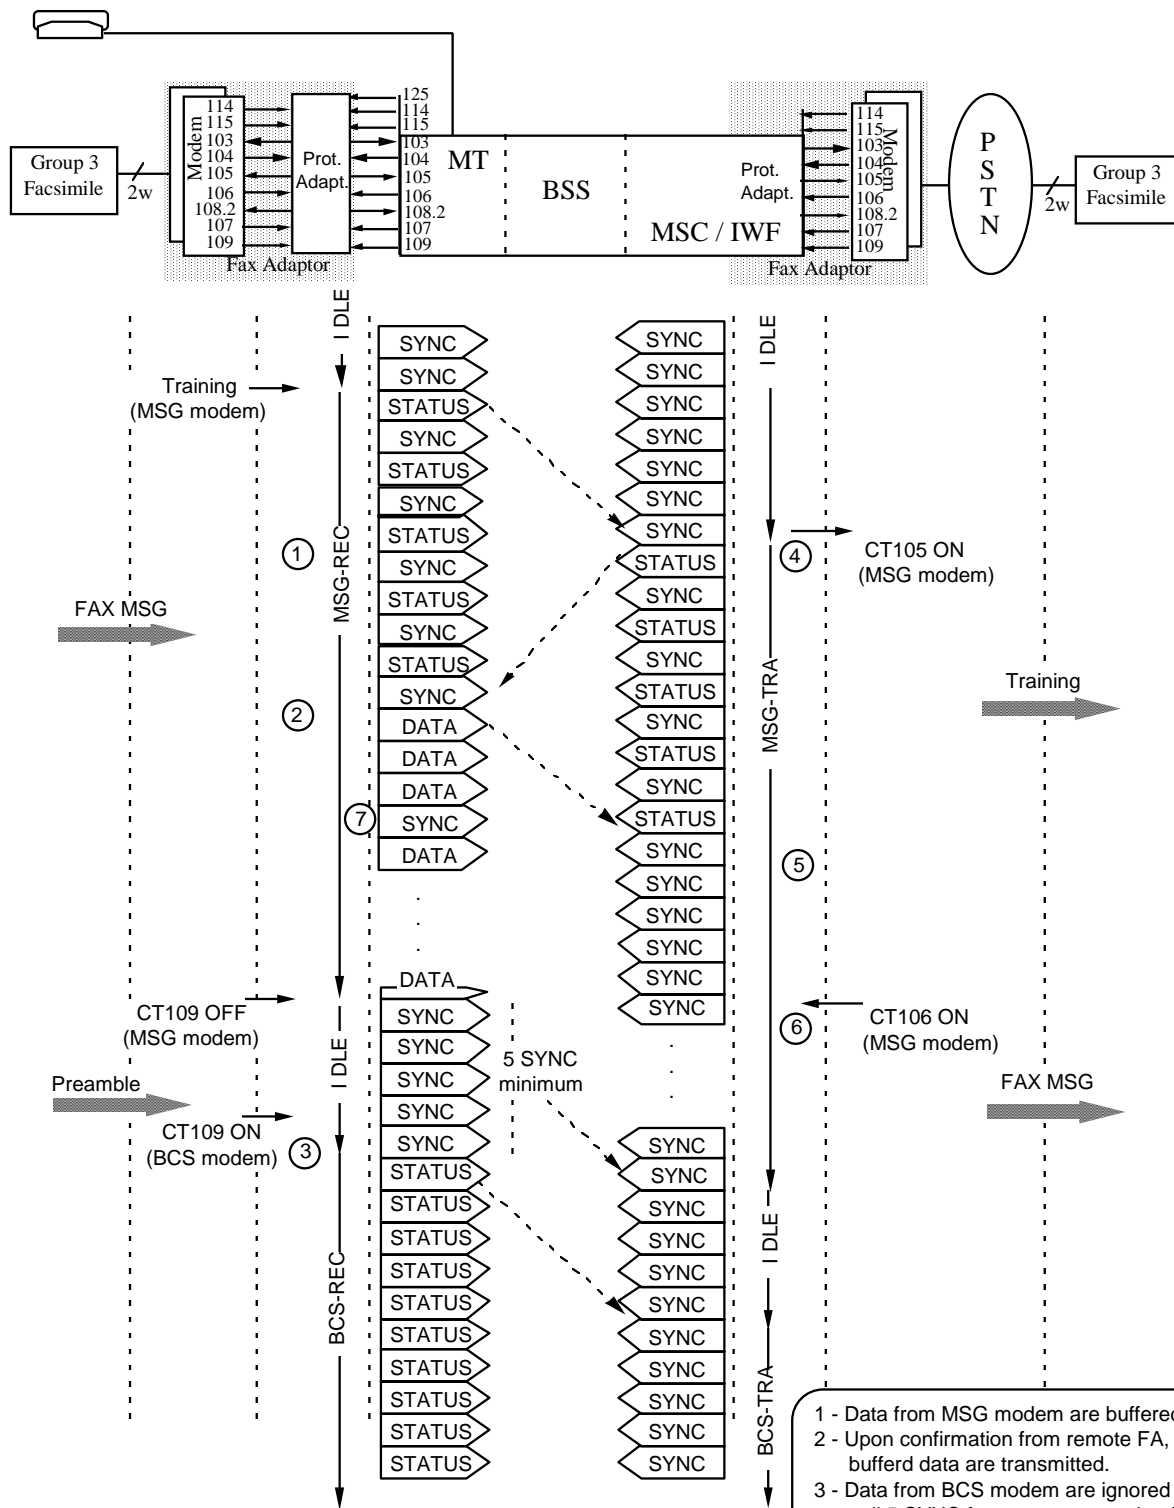 125
114
115
103
104
105
106
108.2
107
109
Modem
Prot.
Adapt.
Fax Adaptor
Group 3
Facsimile
2w
114
115
103
104
105
106
108.2
107
109
MT
BSS
Prot.
Adapt.
MSC / IWF
Fax Adaptor
114
115
103
104
105
106
108.2
107
109
Modem
P
S
T
N
2w
Group 3
Facsimile
I DLE
I DLE
Training
(MSG modem)
MSG-REC
1
FAX MSG
2
7
CT109 OFF
(MSG modem)
I DLE
Preamble
CT109 ON
(BCS modem)
3
BCS-REC
SYNC
SYNC
STATUS
SYNC
STATUS
SYNC
STATUS
SYNC
STATUS
SYNC
STATUS
SYNC
DATA
DATA
DATA
SYNC
DATA
.
.
.
DATA
SYNC
SYNC
SYNC
SYNC
SYNC
STATUS
STATUS
STATUS
STATUS
STATUS
STATUS
STATUS
STATUS
STATUS
STATUS
5 SYNC
minimum
SYNC
SYNC
SYNC
SYNC
SYNC
SYNC
SYNC
STATUS
SYNC
STATUS
SYNC
STATUS
SYNC
STATUS
SYNC
STATUS
SYNC
SYNC
SYNC
SYNC
SYNC
SYNC
.
.
.
SYNC
SYNC
SYNC
SYNC
SYNC
SYNC
SYNC
SYNC
SYNC
SYNC
SYNC
4
CT105 ON
(MSG modem)
MSG-TRA
Training
5
6
CT106 ON
(MSG modem)
FAX MSG
I DLE
BCS-TRA
1 - Data from MSG modem are buffered
2 - Upon confirmation from remote FA,
bufferd data are transmitted.
3 - Data from BCS modem are ignored